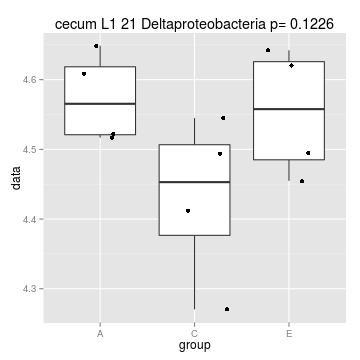 cecum L1 21 Deltaproteobacteria p= 0.1226
data
4.6
4.5
4.4
4.3
A C E
group